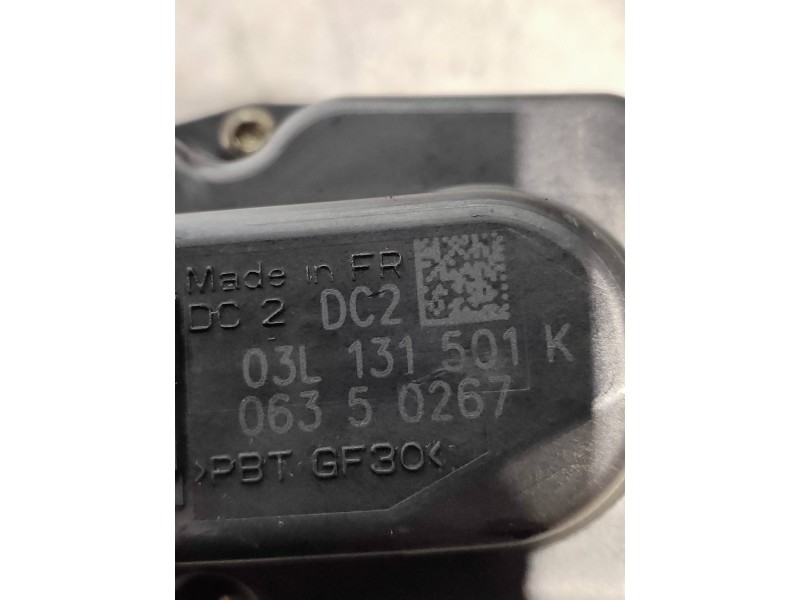 Made in FR
DC 2 DC2
03L 131 501 K
063 5 0267
>PBT GF30<